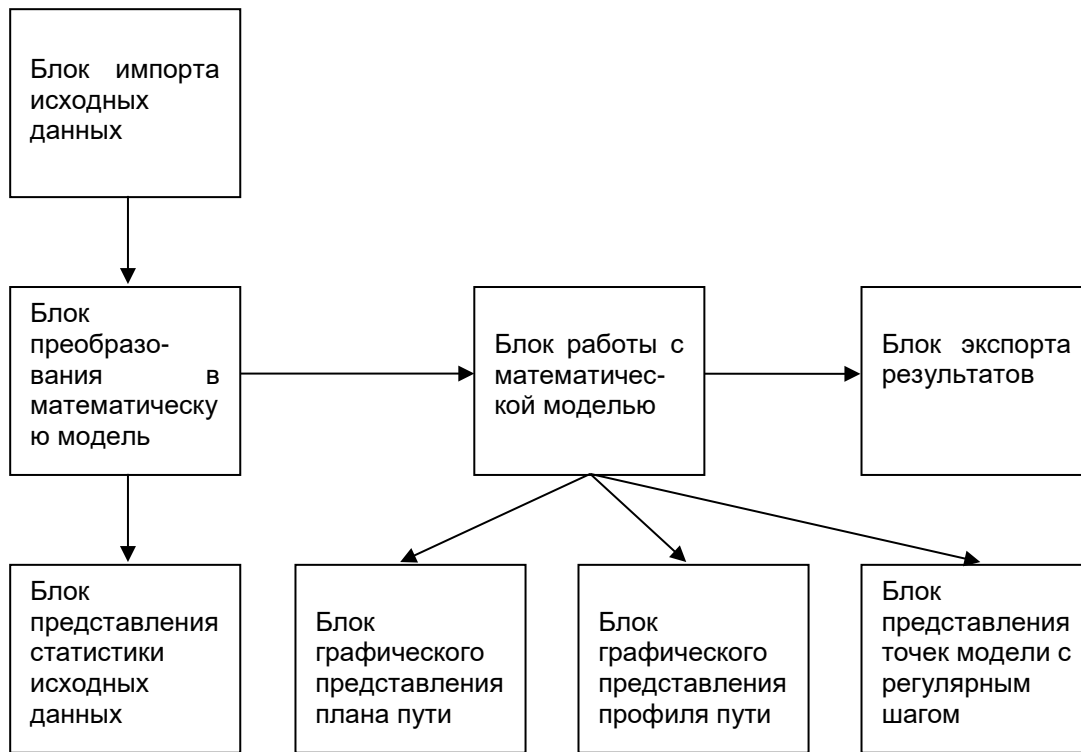 Блок импорта
исходных
данных
Блок
преобразо-
вания в
математическу
ю модель
Блок работы с
математичес-
кой моделью
Блок экспорта
результатов
Блок
представления
статистики
исходных
данных
Блок
графического
представления
плана пути
Блок
графического
представления
профиля пути
Блок
представления
точек модели с
регулярным
шагом